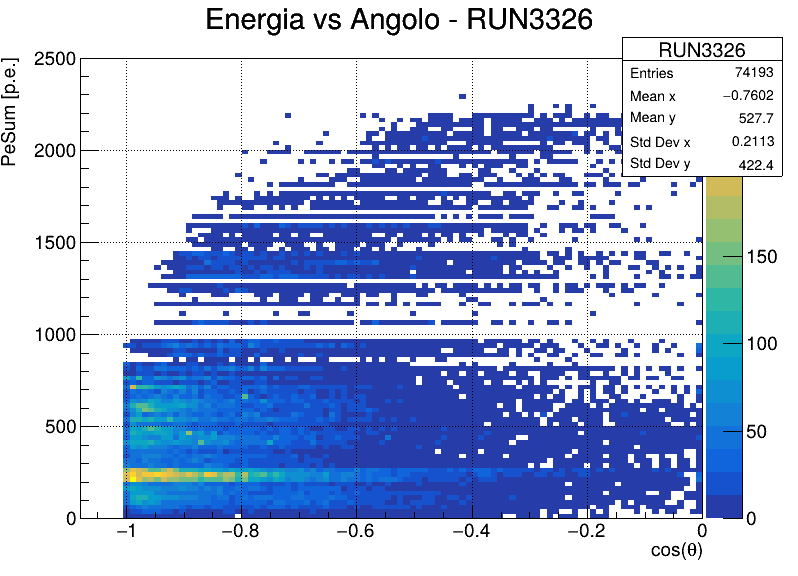 Energia vs Angolo - RUN3326
RUN3326
Entries 74193
Mean x −0.7602
Mean y 527.7
Std Dev x 0.2113
Std Dev y 422.4
PeSum [p.e.]
2500
2000
1500
1000
500
0
150
100
50
0
−1 −0.8 −0.6 −0.4 −0.2 0
cos(θ)